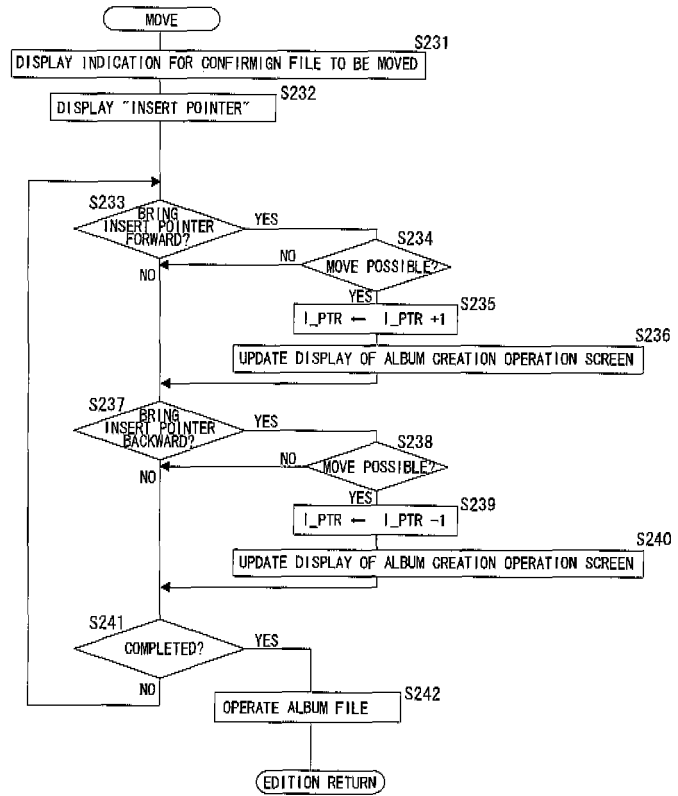 MOVE
S231
DISPLAY INDICATION FOR CONFIRMIGN FILE TO BE MOVED
S232
DISPLAY "INSERT POINTER"
S233
BRING
INSERT POINTER
FORWARD?
YES
NO
S234
MOVE POSSIBLE?
NO
YES
S235
I_PTR ← I_PTR +1
S236
UPDATE DISPLAY OF ALBUM CREATION OPERATION SCREEN
S237
BRING
INSERT POINTER
BACKWARD?
YES
NO
S238
MOVE POSSIBLE?
NO
YES
S239
I_PTR ← I_PTR -1
S240
UPDATE DISPLAY OF ALBUM GREATION OPERATION SCREEN
S241
COMPLETED?
YES
NO
S242
OPERATE ALBUM FILE
EDITION RETURN